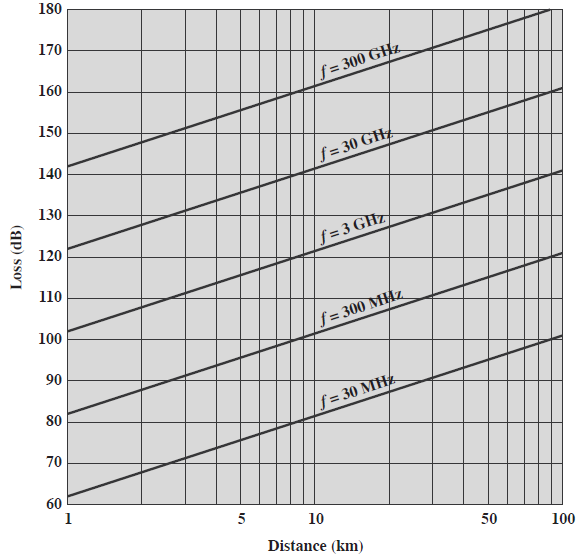 180
170
160
150
140
130
120
110
100
90
80
70
60
Loss (dB)
f = 300 GHz
f = 30 GHz
f = 3 GHz
f = 300 MHz
f = 30 MHz
1 5 10 50 100
Distance (km)